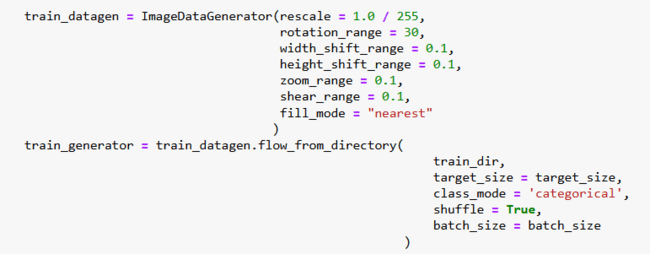 train_datagen = ImageDataGenerator(rescale = 1.0 / 255,
rotation_range = 30,
width_shift_range = 0.1,
height_shift_range = 0.1,
zoom_range = 0.1,
shear_range = 0.1,
fill_mode = "nearest"
)
train_generator = train_datagen.flow_from_directory(
train_dir,
target_size = target_size,
class_mode = 'categorical',
shuffle = True,
batch_size = batch_size
)